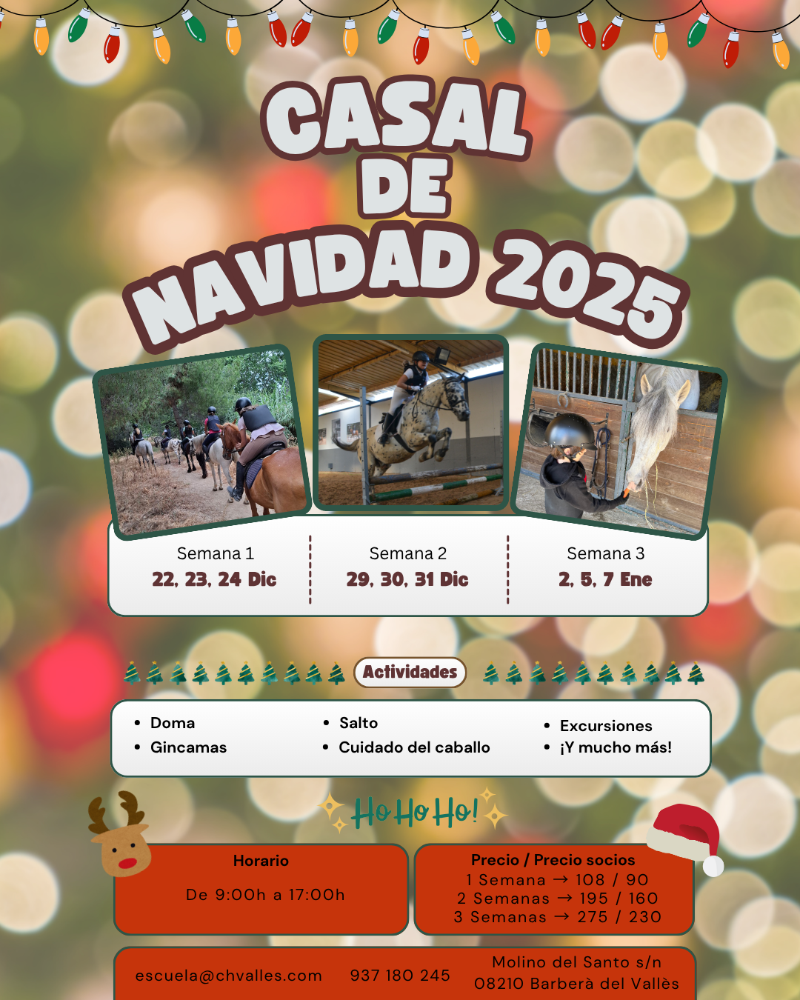 CASAL
DE
NAVIDAD 2025
Semana 1
22, 23, 24 Dic
Semana 2
29, 30, 31 Dic
Semana 3
2, 5, 7 Ene
Actividades
• Doma
• Gincamas
• Salto
• Cuidado del caballo
• Excursiones
• ¡Y mucho más!
Ho Ho Ho!
Horario
De 9:00h a 17:00h
Precio / Precio socios
1 Semana → 108 / 90
2 Semanas → 195 / 160
3 Semanas → 275 / 230
escuela@chvalles.com
937 180 245
Molino del Santo s/n
08210 Barberà del Vallès